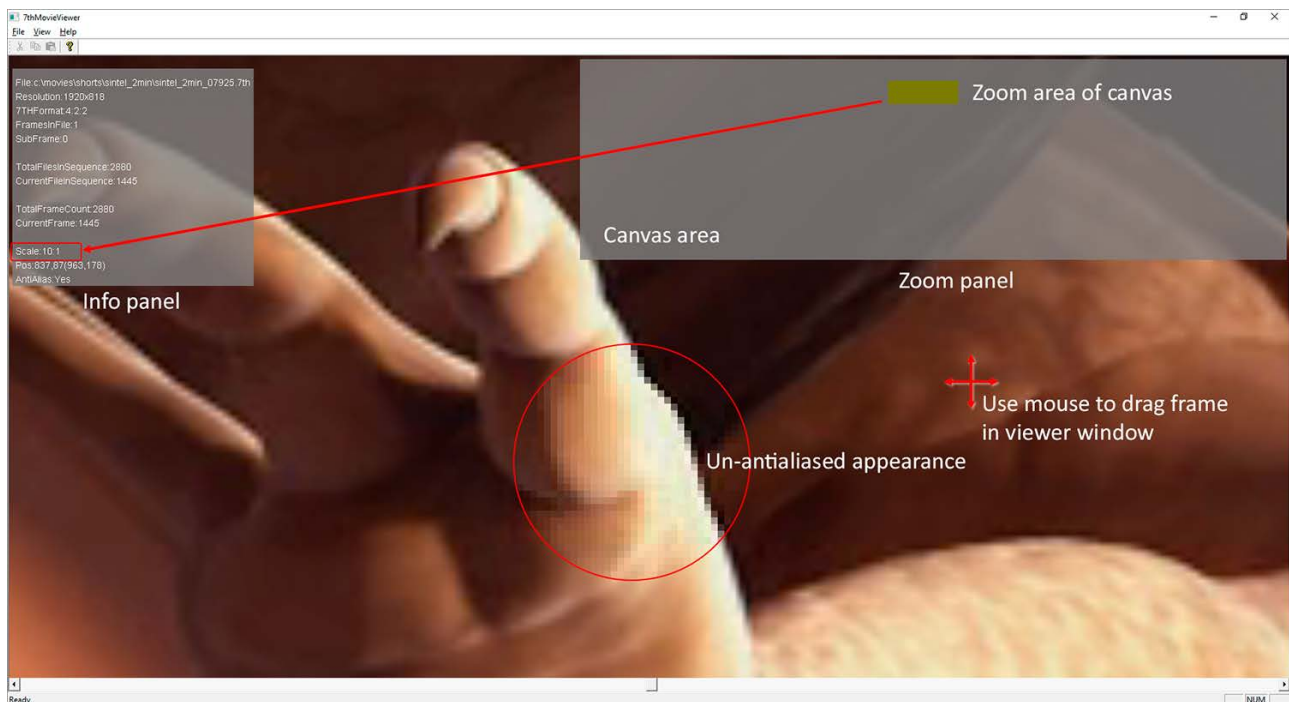 7thMovieViewer
File View Help
File:c:\movies\shorts\sintel_2min\sintel_2min_07925.7th
Resolution:1920x818
7THFormat:4:2:2
FramesInFile:1
SubFrame:0
TotalFilesInSequence:2880
CurrentFileInSequence:1445
TotalFrameCount:2880
CurrentFrame:1445
Scale:10:1
Pos:837,87(963,178)
AntiAlias:Yes
Info panel
Zoom area of canvas
Canvas area
Zoom panel
Use mouse to drag frame
in viewer window
Un-antialiased appearance
Ready
NUM